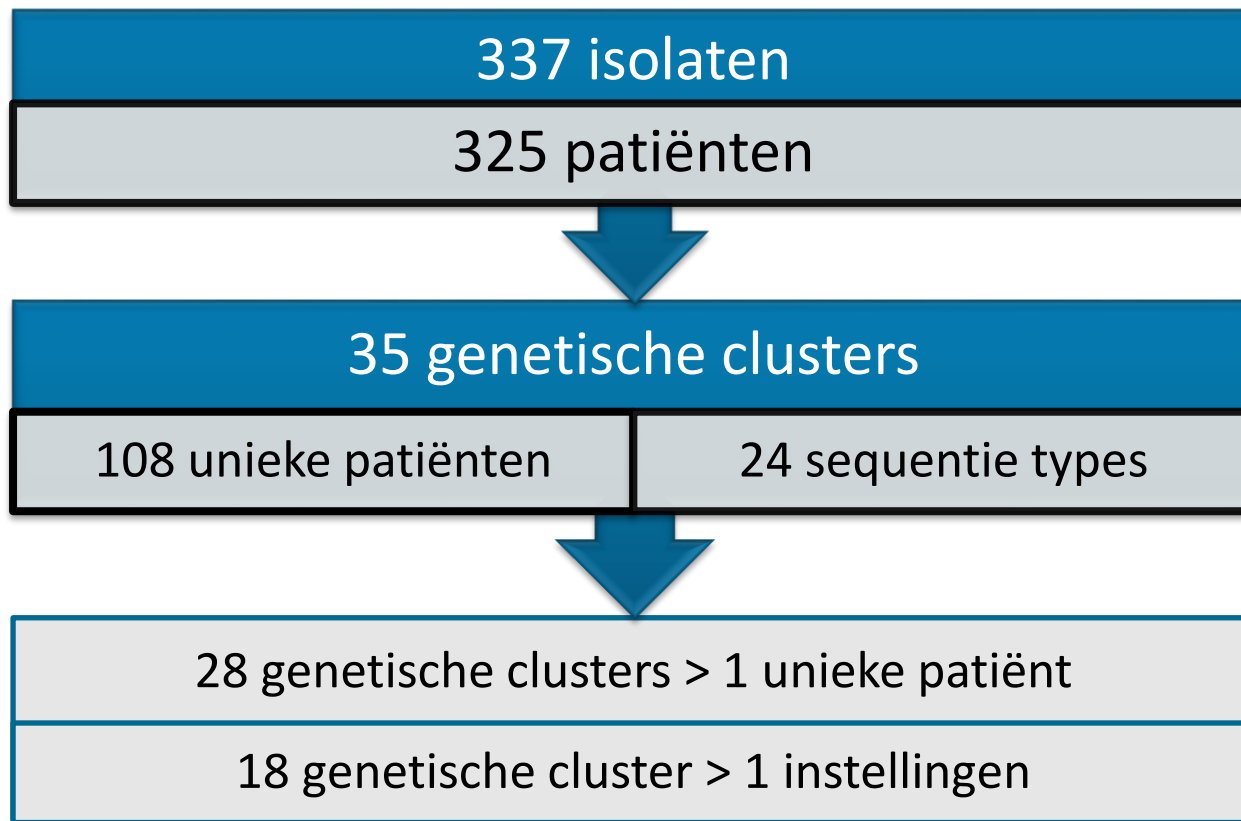 337 isolaten
325 patiënten
35 genetische clusters
108 unieke patiënten
24 sequentie types
28 genetische clusters > 1 unieke patiënt
18 genetische cluster > 1 instellingen